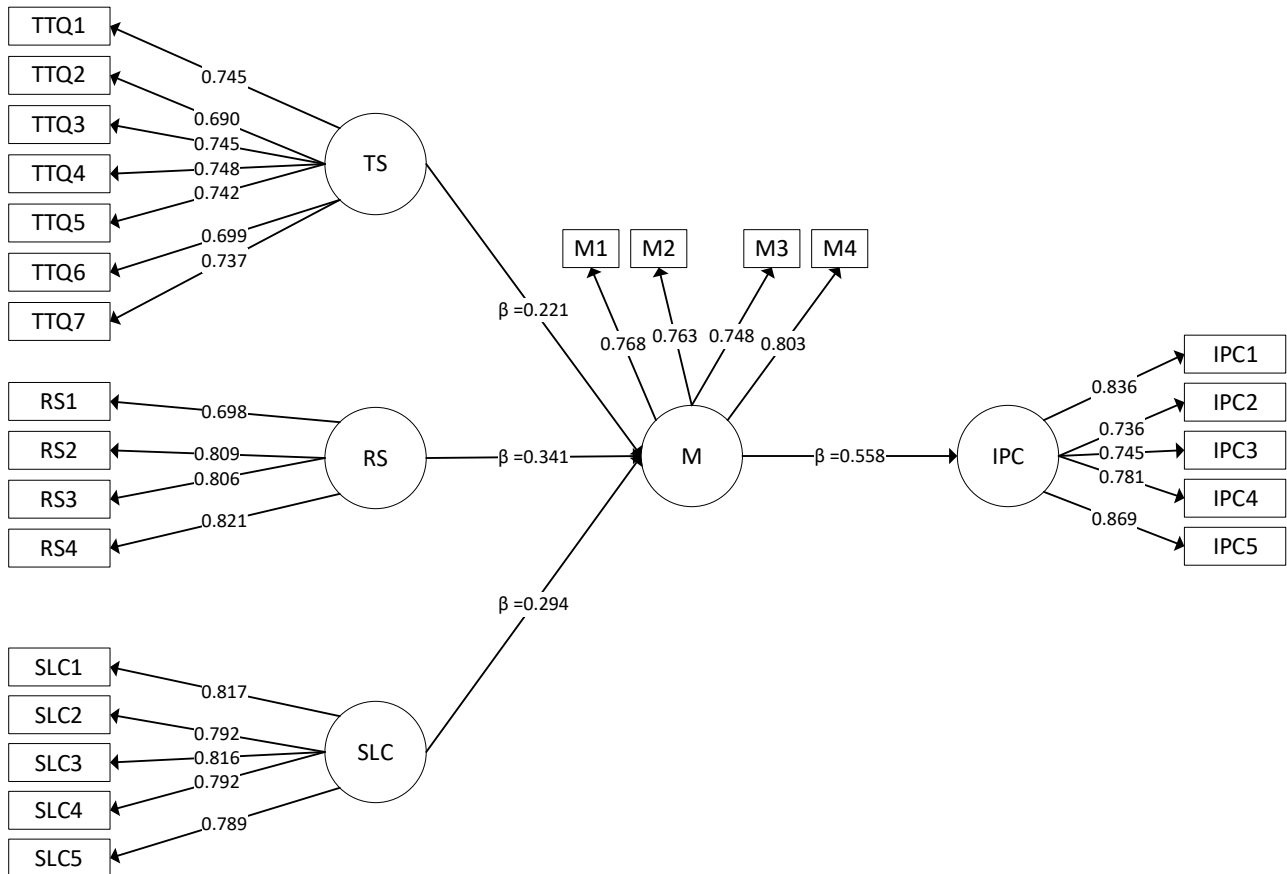 TTQ1
TTQ2
TTQ3
TTQ4
TTQ5
TTQ6
TTQ7
0.745
0.690
0.745
0.748
0.742
0.699
0.737
TS
β =0.221
RS1
RS2
RS3
RS4
0.698
0.809
0.806
0.821
RS
β =0.341
SLC1
SLC2
SLC3
SLC4
SLC5
0.817
0.792
0.816
0.792
0.789
SLC
β =0.294
M1
M2
M3
M4
0.768
0.763
0.748
0.803
M
β=0.558
IPC
0.836
0.736
0.745
0.781
0.869
IPC1
IPC2
IPC3
IPC4
IPC5